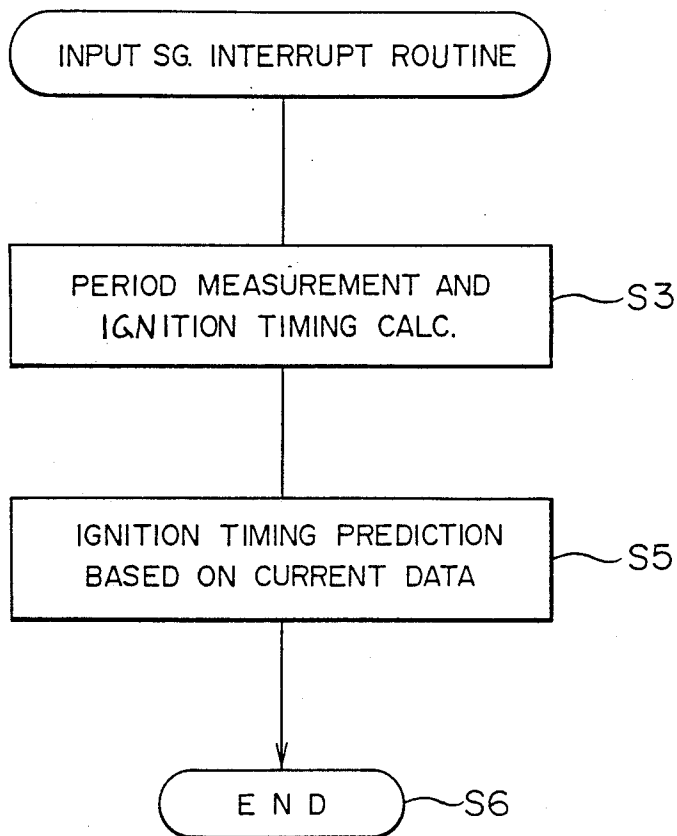 INPUT SG. INTERRUPT ROUTINE
PERIOD MEASUREMENT AND
IGNITION TIMING CALC.
S3
IGNITION TIMING PREDICTION
BASED ON CURRENT DATA
S5
END
S6